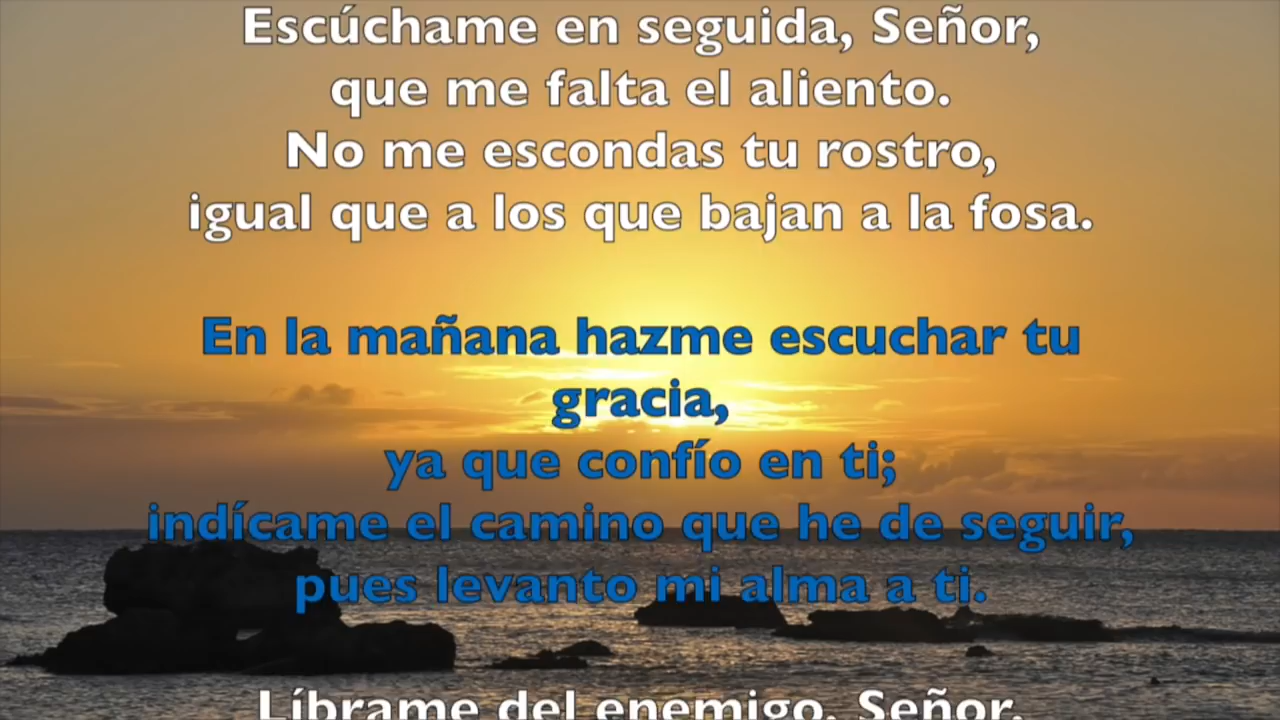 Escúchame en seguida, Señor,
que me falta el aliento.
No me escondas tu rostro,
igual que a los que bajan a la fosa.
En la mañana hazme escuchar tu
gracia,
ya que confío en ti;
indícame el camino que he de seguir,
pues levanto mi alma a ti.
Líbrame del enemigo, Señor,